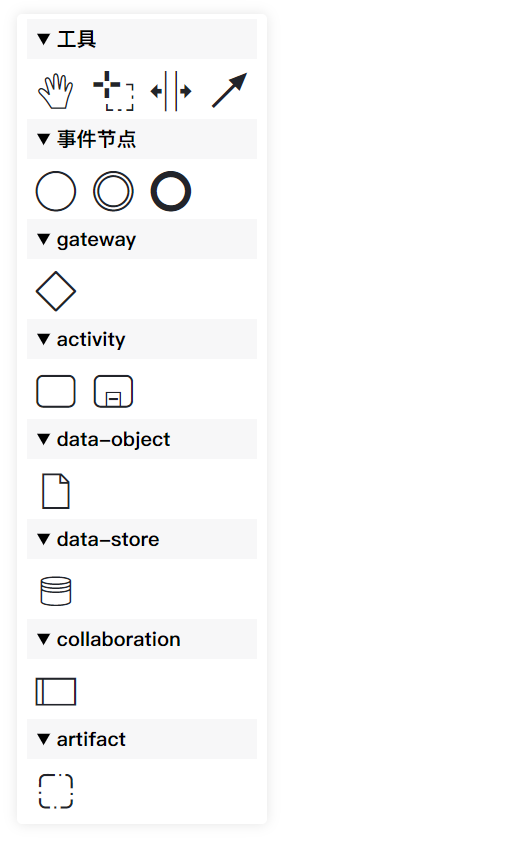 ▼ 工具
▼ 事件节点
▼ gateway
▼ activity
▼ data-object
▼ data-store
▼ collaboration
▼ artifact